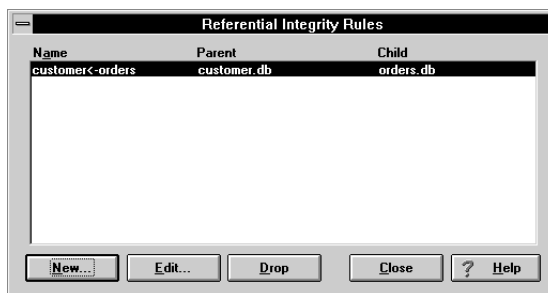 Referential Integrity Rules
Name Parent Child
customer<-orders customer.db orders.db
New... Edit... Drop Close ? Help